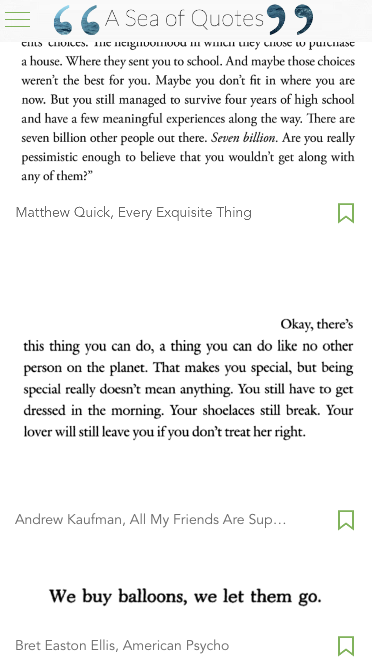 A Sea of Quotes
ents' choices. The neighborhood in which they chose to purchase
a house. Where they sent you to school. And maybe those choices
weren't the best for you. Maybe you don't fit in where you are
now. But you still managed to survive four years of high school
and have a few meaningful experiences along the way. There are
seven billion other people out there. Seven billion. Are you really
pessimistic enough to believe that you wouldn't get along with
any of them?"
Matthew Quick, Every Exquisite Thing
Okay, there's
this thing you can do, a thing you can do like no other
person on the planet. That makes you special, but being
special really doesn't mean anything. You still have to get
dressed in the morning. Your shoelaces still break. Your
lover will still leave you if you don't treat her right.
Andrew Kaufman, All My Friends Are Sup...
We buy balloons, we let them go.
Bret Easton Ellis, American Psycho